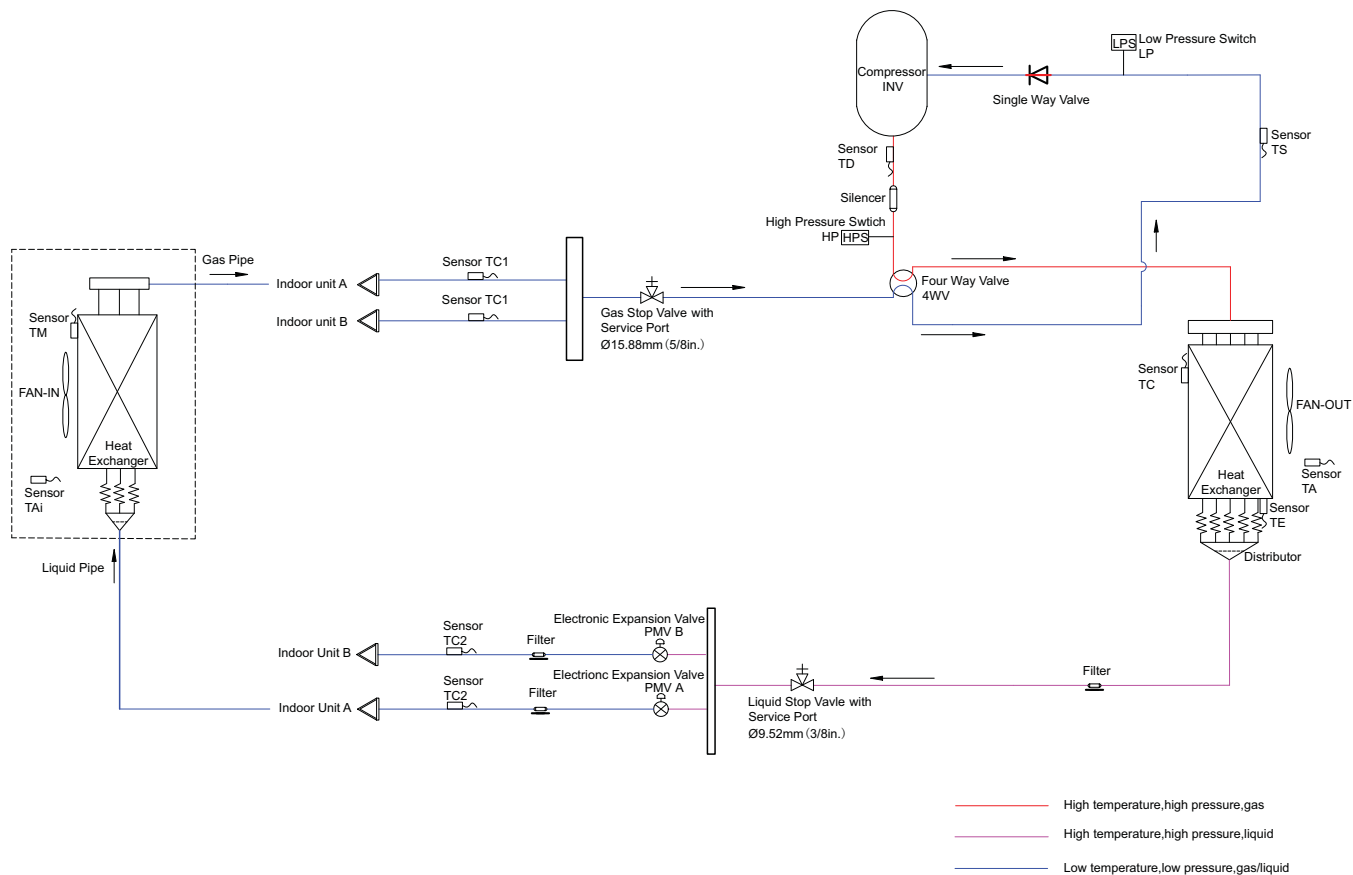 LPS
Low Pressure Switch
LP
Compressor
INV
Single Way Valve
Sensor
TS
Sensor
TD
Silencer
High Pressure Swtich
HP
HPS
Four Way Valve
4WV
Gas Pipe
Indoor unit A
Sensor TC1
Indoor unit B
Sensor TC1
Gas Stop Valve with
Service Port
Ø15.88mm(5/8in.)
Sensor
TM
FAN-IN
Heat
Exchanger
Sensor
TAi
Liquid Pipe
Sensor
TC
FAN-OUT
Heat
Exchanger
Sensor
TA
Sensor
TE
Distributor
Electronic Expansion Valve
PMV B
Sensor
TC2
Filter
Indoor Unit B
Electrionc Expansion Valve
PMV A
Sensor
TC2
Filter
Indoor Unit A
Filter
Liquid Stop Vavle with
Service Port
Ø9.52mm(3/8in.)
High temperature,high pressure,gas
High temperature,high pressure,liquid
Low temperature,low pressure,gas/liquid